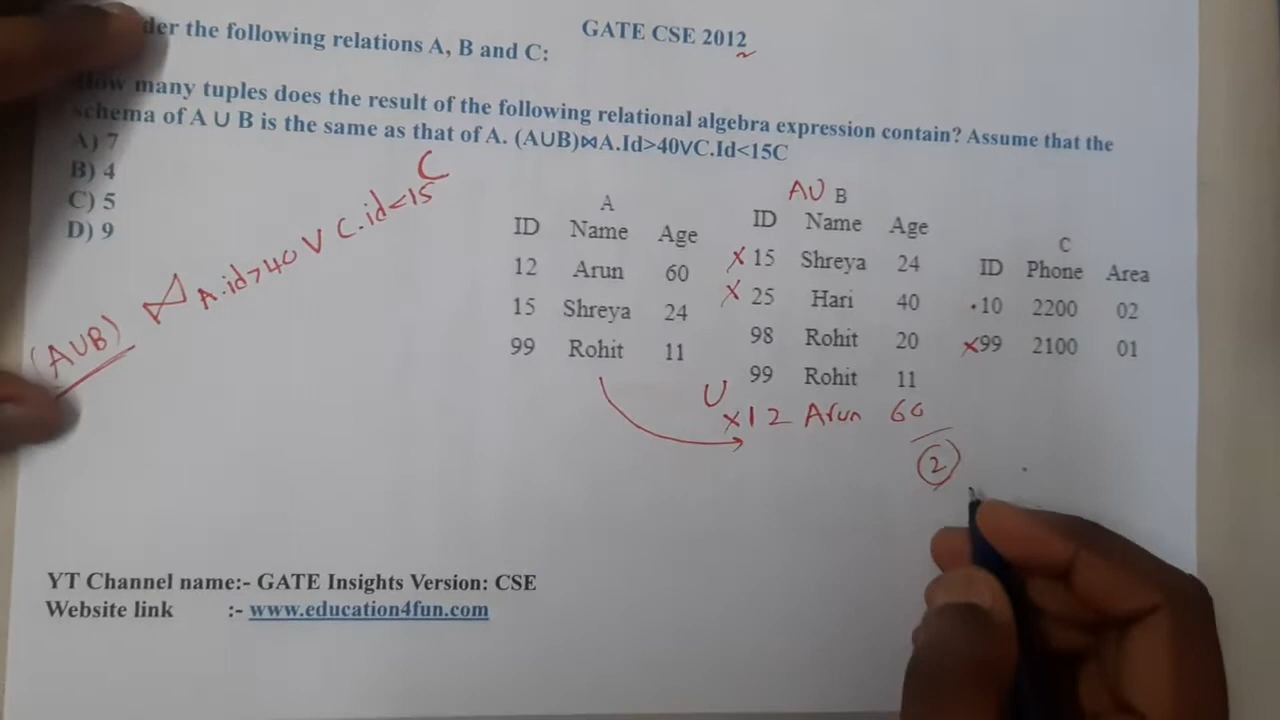 der the following relations A, B and C:
GATE CSE 2012
How many tuples does the result of the following relational algebra expression contain? Assume that the
schema of A ∪ B is the same as that of A. (A∪B)⋈A.Id>40∨C.Id<15C
A) 7
B) 4
C) 5
D) 9
(A∪B) ⋈ A.id>40 ∨ C.id<15 C
A
ID Name Age
12 Arun 60
15 Shreya 24
99 Rohit 11
A∪ B
ID Name Age
x 15 Shreya 24
x 25 Hari 40
98 Rohit 20
99 Rohit 11
∪
x 12 Arun 60
2
C
ID Phone Area
·10 2200 02
x99 2100 01
YT Channel name:- GATE Insights Version: CSE
Website link :- www.education4fun.com